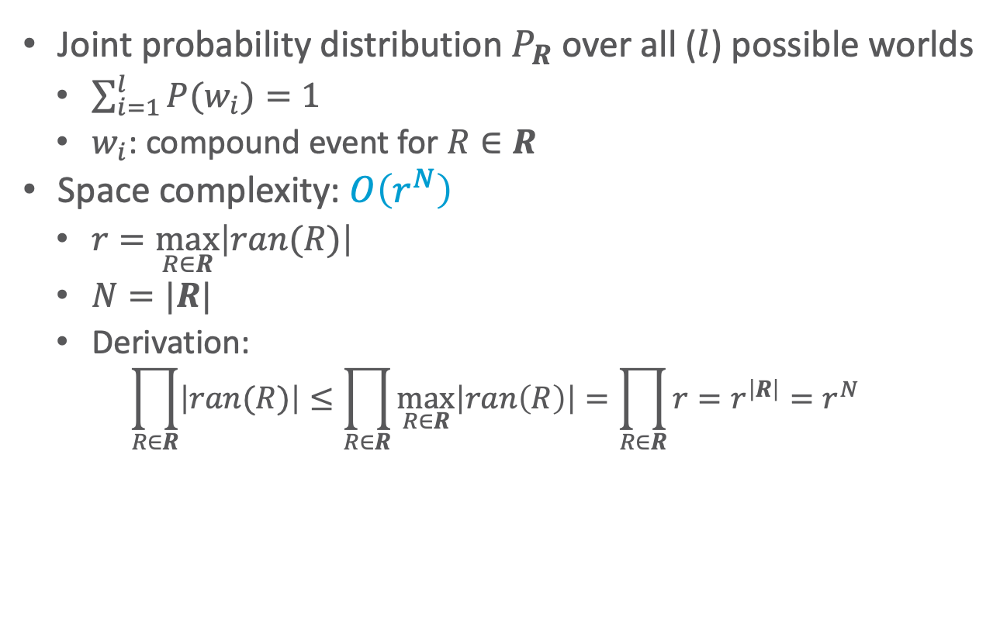 • Joint probability distribution P_𝑹 over all (l) possible worlds
• ∑_{i=1}^{l} P(w_i) = 1
• w_i: compound event for R ∈ 𝑹
• Space complexity: O(r^N)
• r = max_{R∈𝑹} |ran(R)|
• N = |𝑹|
• Derivation:
∏_{R∈𝑹} |ran(R)| ≤ ∏_{R∈𝑹} max_{R∈𝑹} |ran(R)| = ∏_{R∈𝑹} r = r^{|𝑹|} = r^N